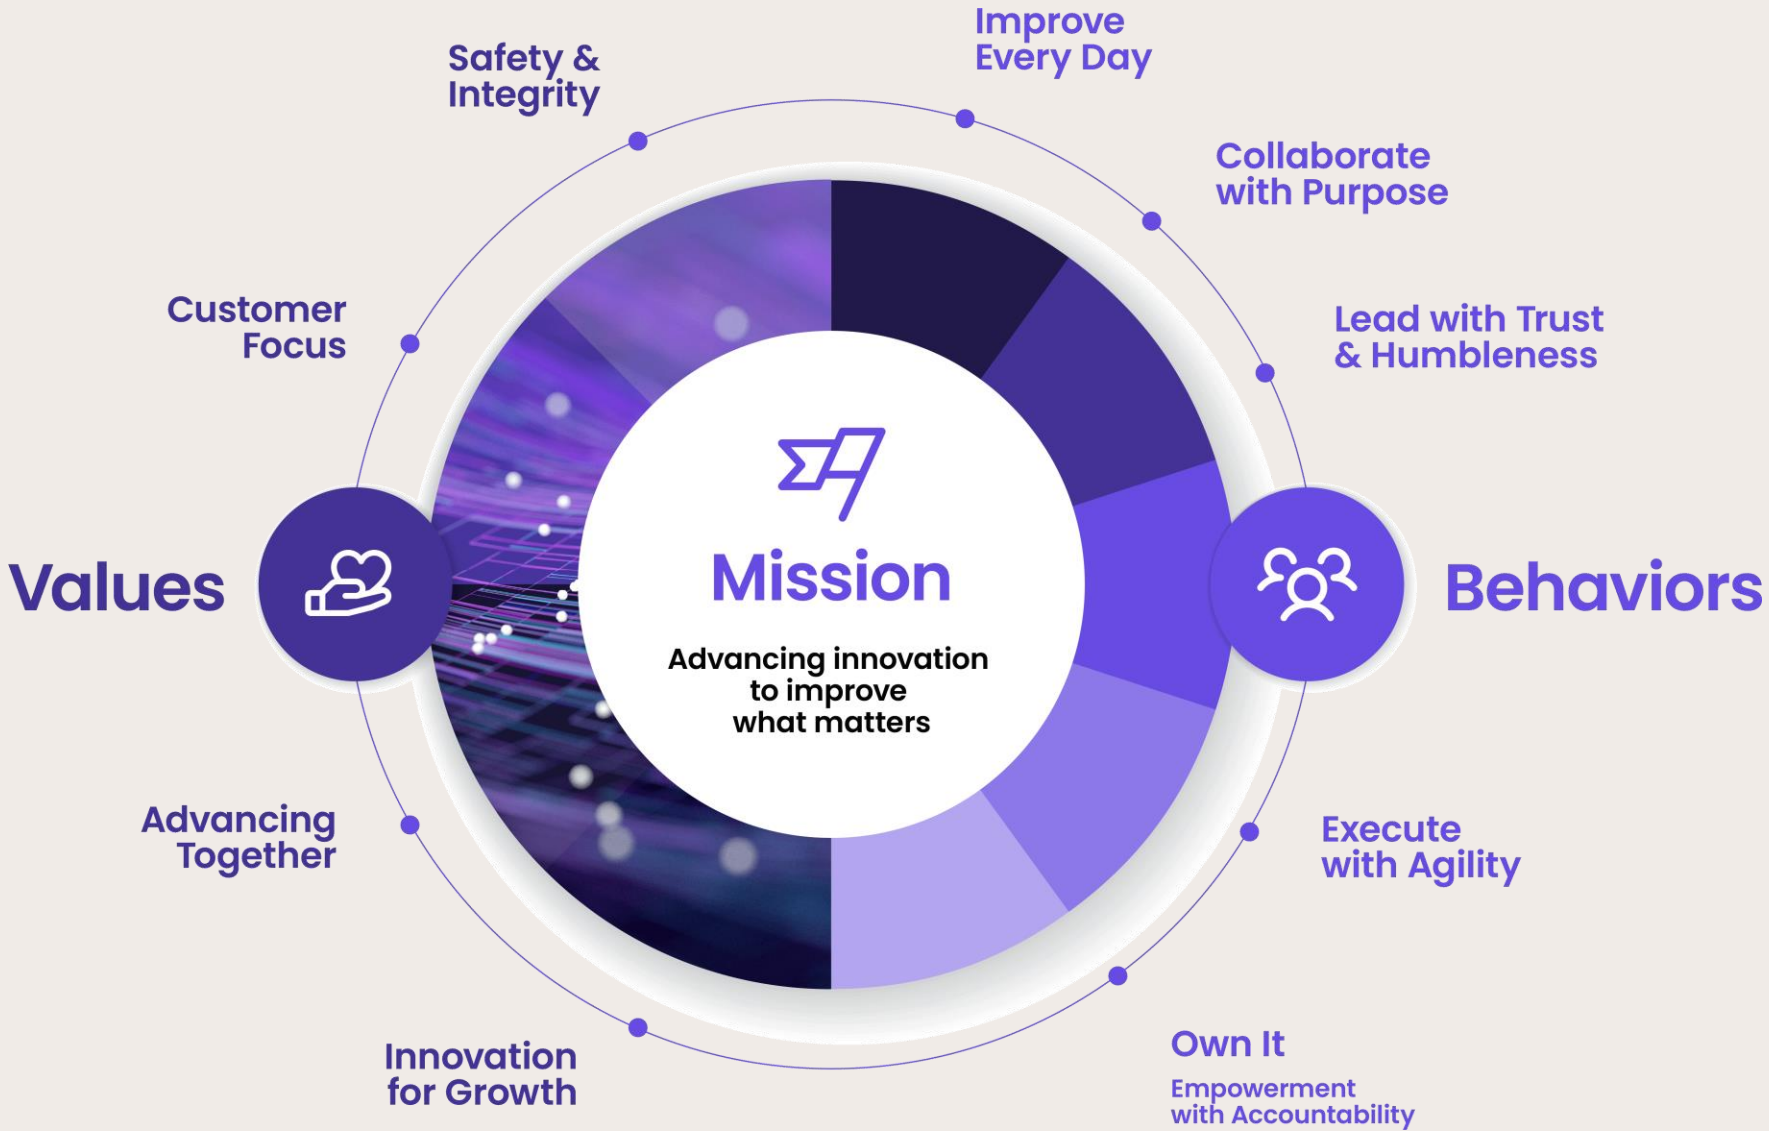 Improve
Every Day
Safety &
Integrity
Collaborate
with Purpose
Customer
Focus
Lead with Trust
& Humbleness
Values
Mission
Advancing innovation
to improve
what matters
Behaviors
Advancing
Together
Execute
with Agility
Innovation
for Growth
Own It
Empowerment
with Accountability